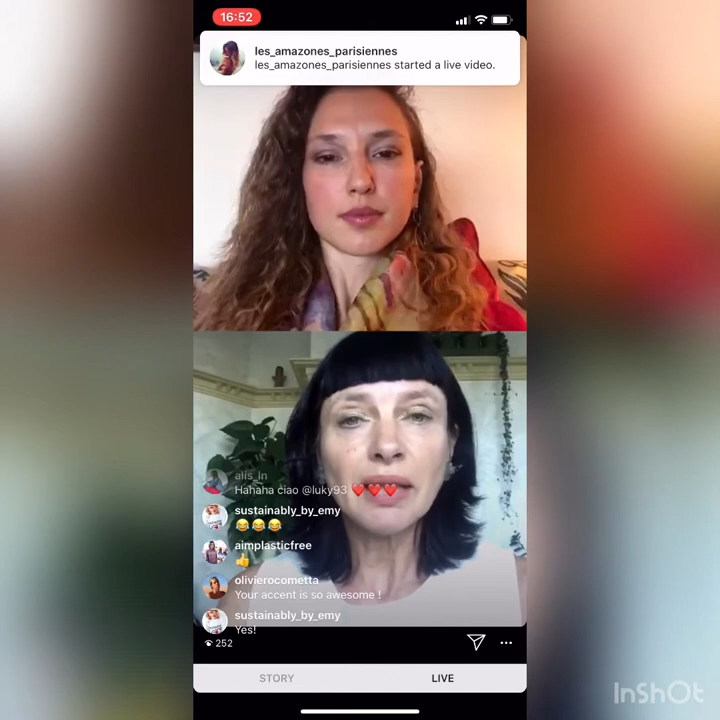 16:52
les_amazones_parisiennes
les_amazones_parisiennes started a live video.
alis_in
Hahaha ciao @luky93 ❤️❤️❤️
sustainably_by_emy
😂😂😂
aimplasticfree
👍
olivierocometta
Your accent is so awesome !
sustainably_by_emy
Yes!
252
STORY LIVE
InShOt